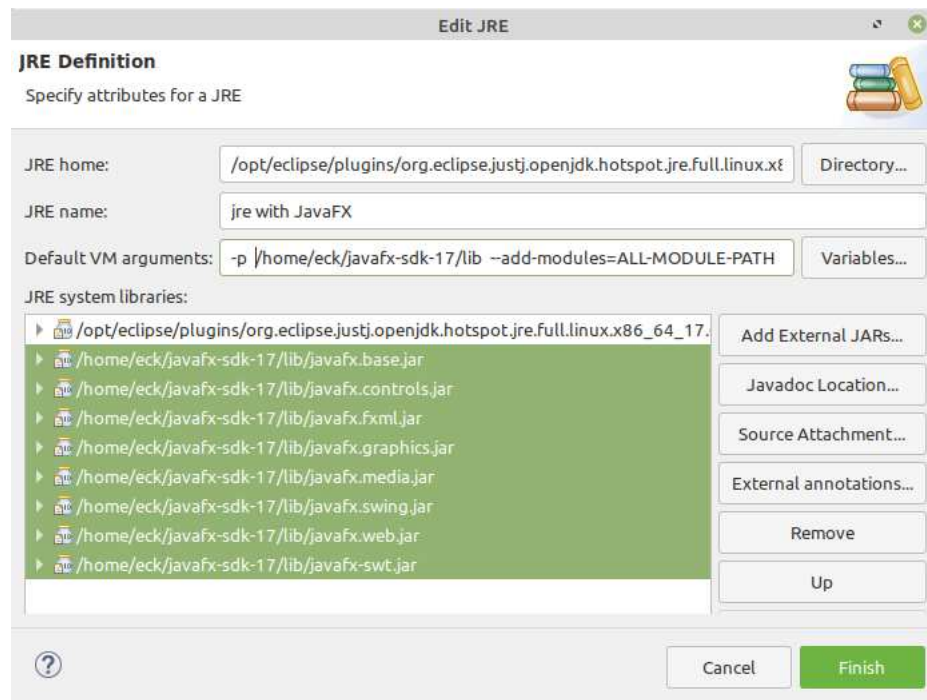 Edit JRE
JRE Definition
Specify attributes for a JRE
JRE home: /opt/eclipse/plugins/org.eclipse.justj.openjdk.hotspot.jre.full.linux.x8 Directory...
JRE name: jre with JavaFX
Default VM arguments: -p /home/eck/javafx-sdk-17/lib --add-modules=ALL-MODULE-PATH Variables...
JRE system libraries:
/opt/eclipse/plugins/org.eclipse.justj.openjdk.hotspot.jre.full.linux.x86_64_17.
/home/eck/javafx-sdk-17/lib/javafx.base.jar
/home/eck/javafx-sdk-17/lib/javafx.controls.jar
/home/eck/javafx-sdk-17/lib/javafx.fxml.jar
/home/eck/javafx-sdk-17/lib/javafx.graphics.jar
/home/eck/javafx-sdk-17/lib/javafx.media.jar
/home/eck/javafx-sdk-17/lib/javafx.swing.jar
/home/eck/javafx-sdk-17/lib/javafx.web.jar
/home/eck/javafx-sdk-17/lib/javafx-swt.jar
Add External JARs...
Javadoc Location...
Source Attachment...
External annotations...
Remove
Up
? Cancel Finish